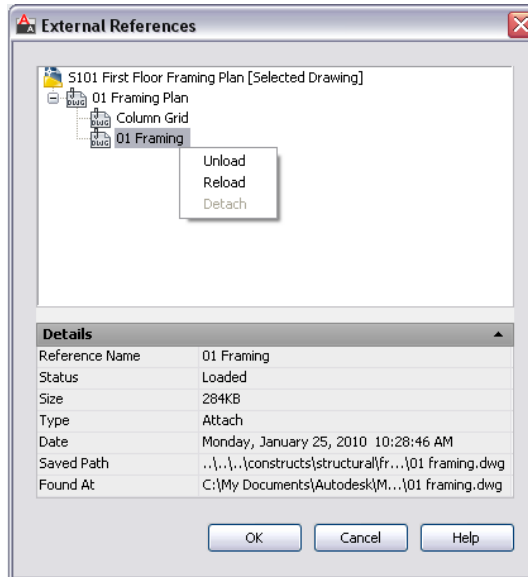 External References
S101 First Floor Framing Plan [Selected Drawing]
01 Framing Plan
Column Grid
01 Framing
Unload
Reload
Detach
Details
Reference Name 01 Framing
Status Loaded
Size 284KB
Type Attach
Date Monday, January 25, 2010 10:28:46 AM
Saved Path ..\..\..\constructs\structural\fr...\01 framing.dwg
Found At C:\My Documents\Autodesk\M...\01 framing.dwg
OK Cancel Help